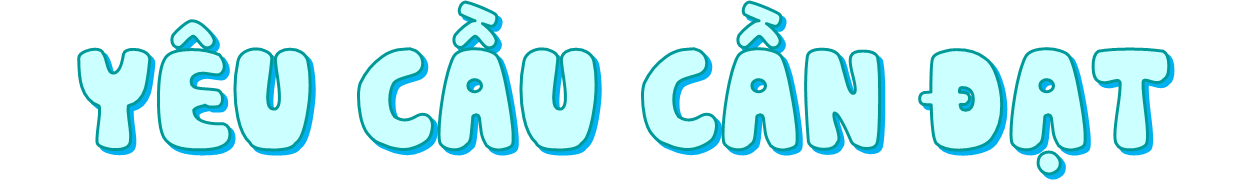 YÊU CẦU CẦN ĐẠT